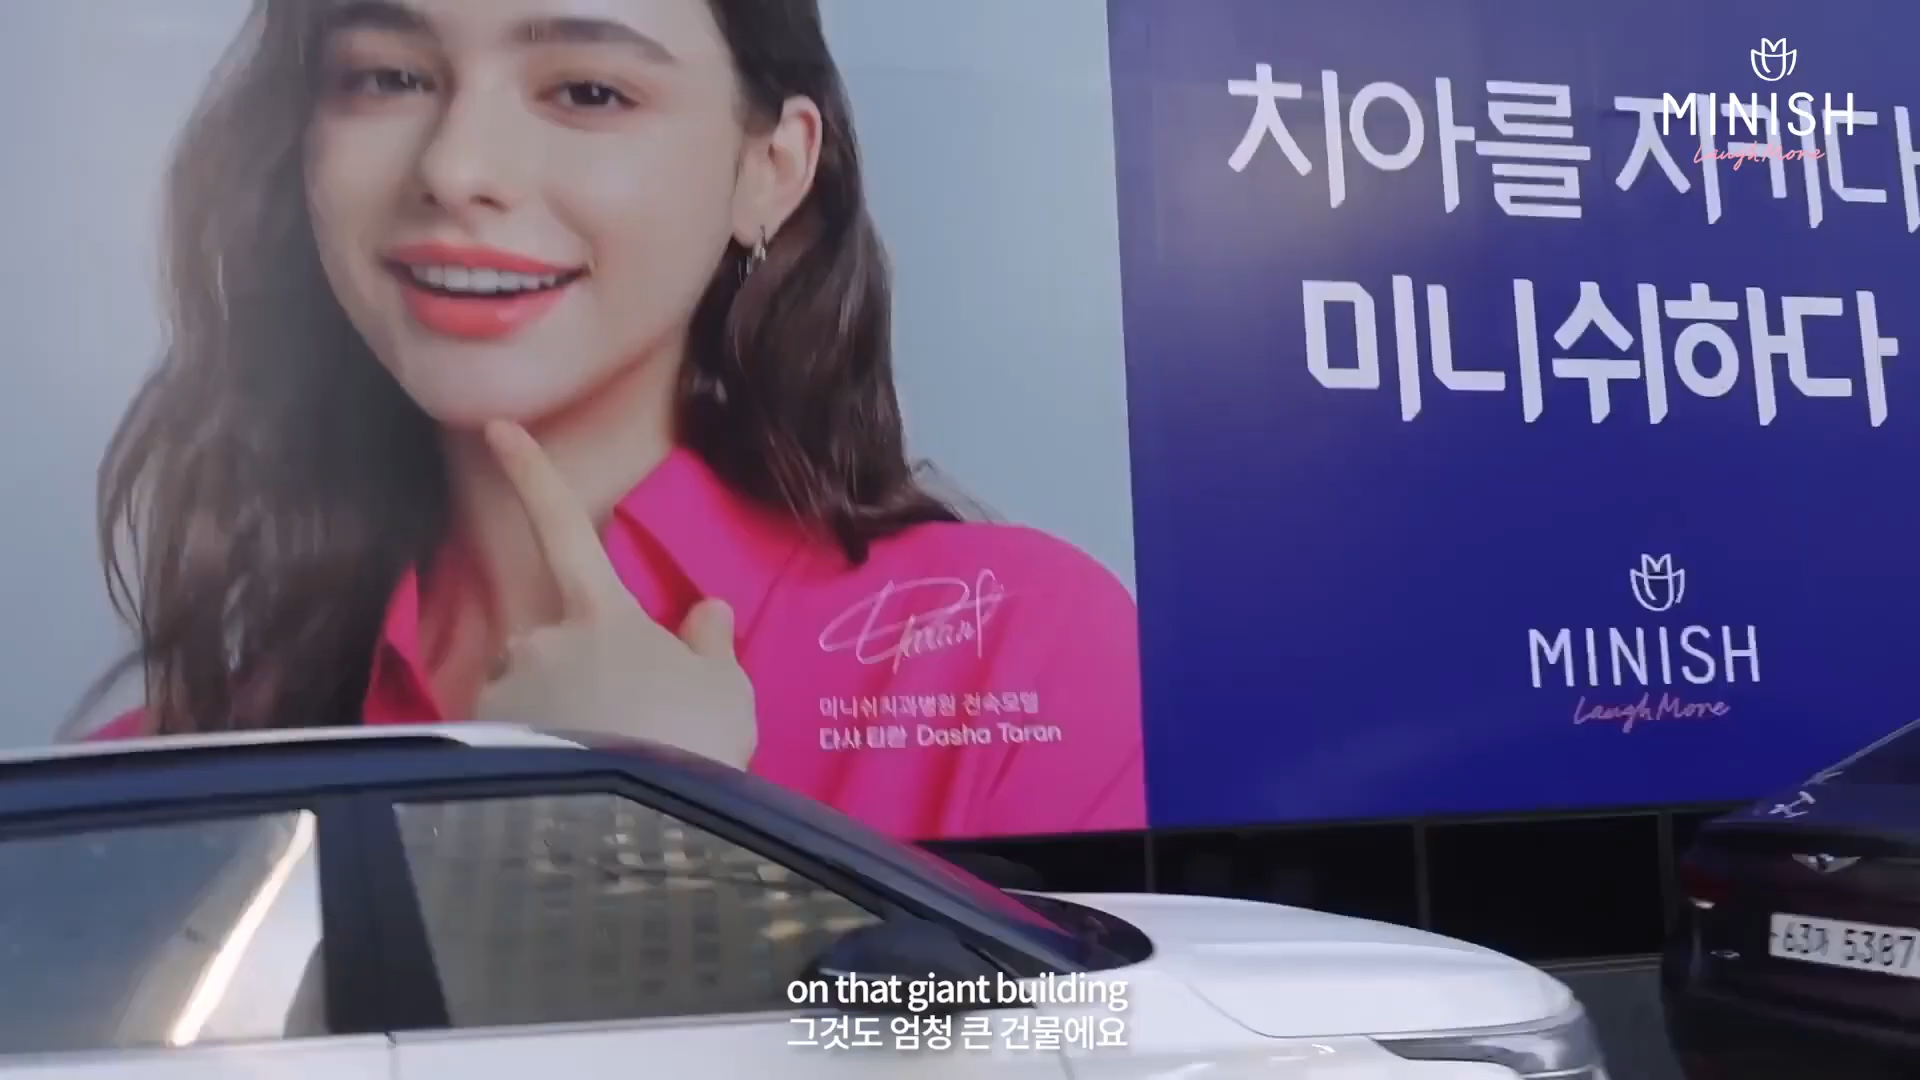 치아를 지키다
미니쉬하다
MINISH
Laugh More
MINISH
Laugh More
Taran
미니쉬치과병원 전속모델
다샤 타란 Dasha Taran
5387
on that giant building
그것도 엄청 큰 건물에요